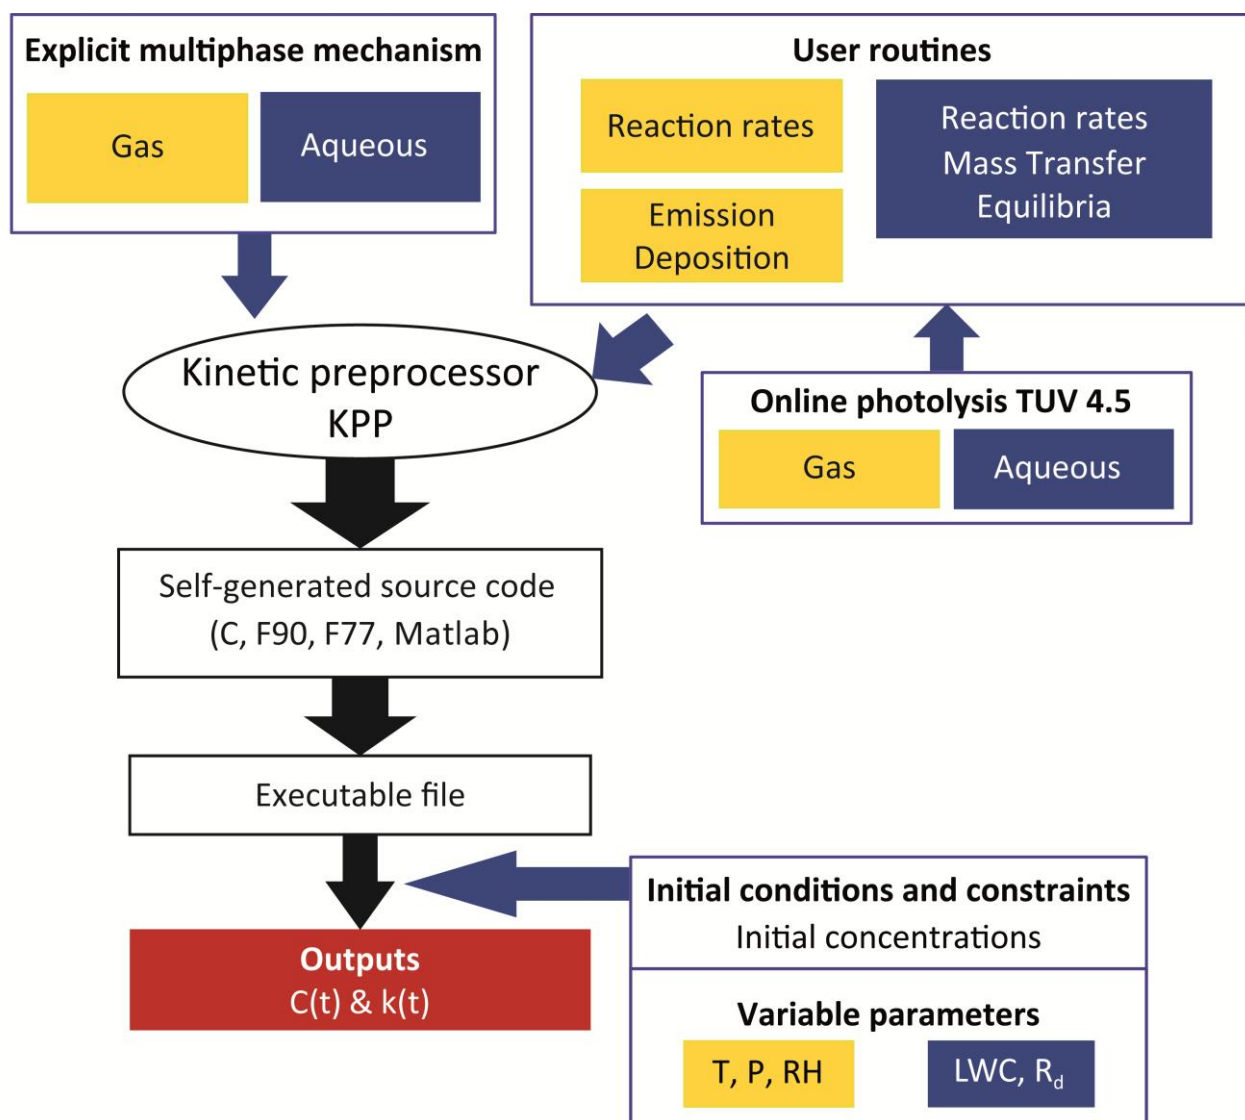 Explicit multiphase mechanism
Gas
Aqueous
User routines
Reaction rates
Emission
Deposition
Reaction rates
Mass Transfer
Equilibria
Kinetic preprocessor
KPP
Online photolysis TUV 4.5
Gas
Aqueous
Self-generated source code
(C, F90, F77, Matlab)
Executable file
Initial conditions and constraints
Initial concentrations
Outputs
C(t) & k(t)
Variable parameters
T, P, RH
LWC, R_d